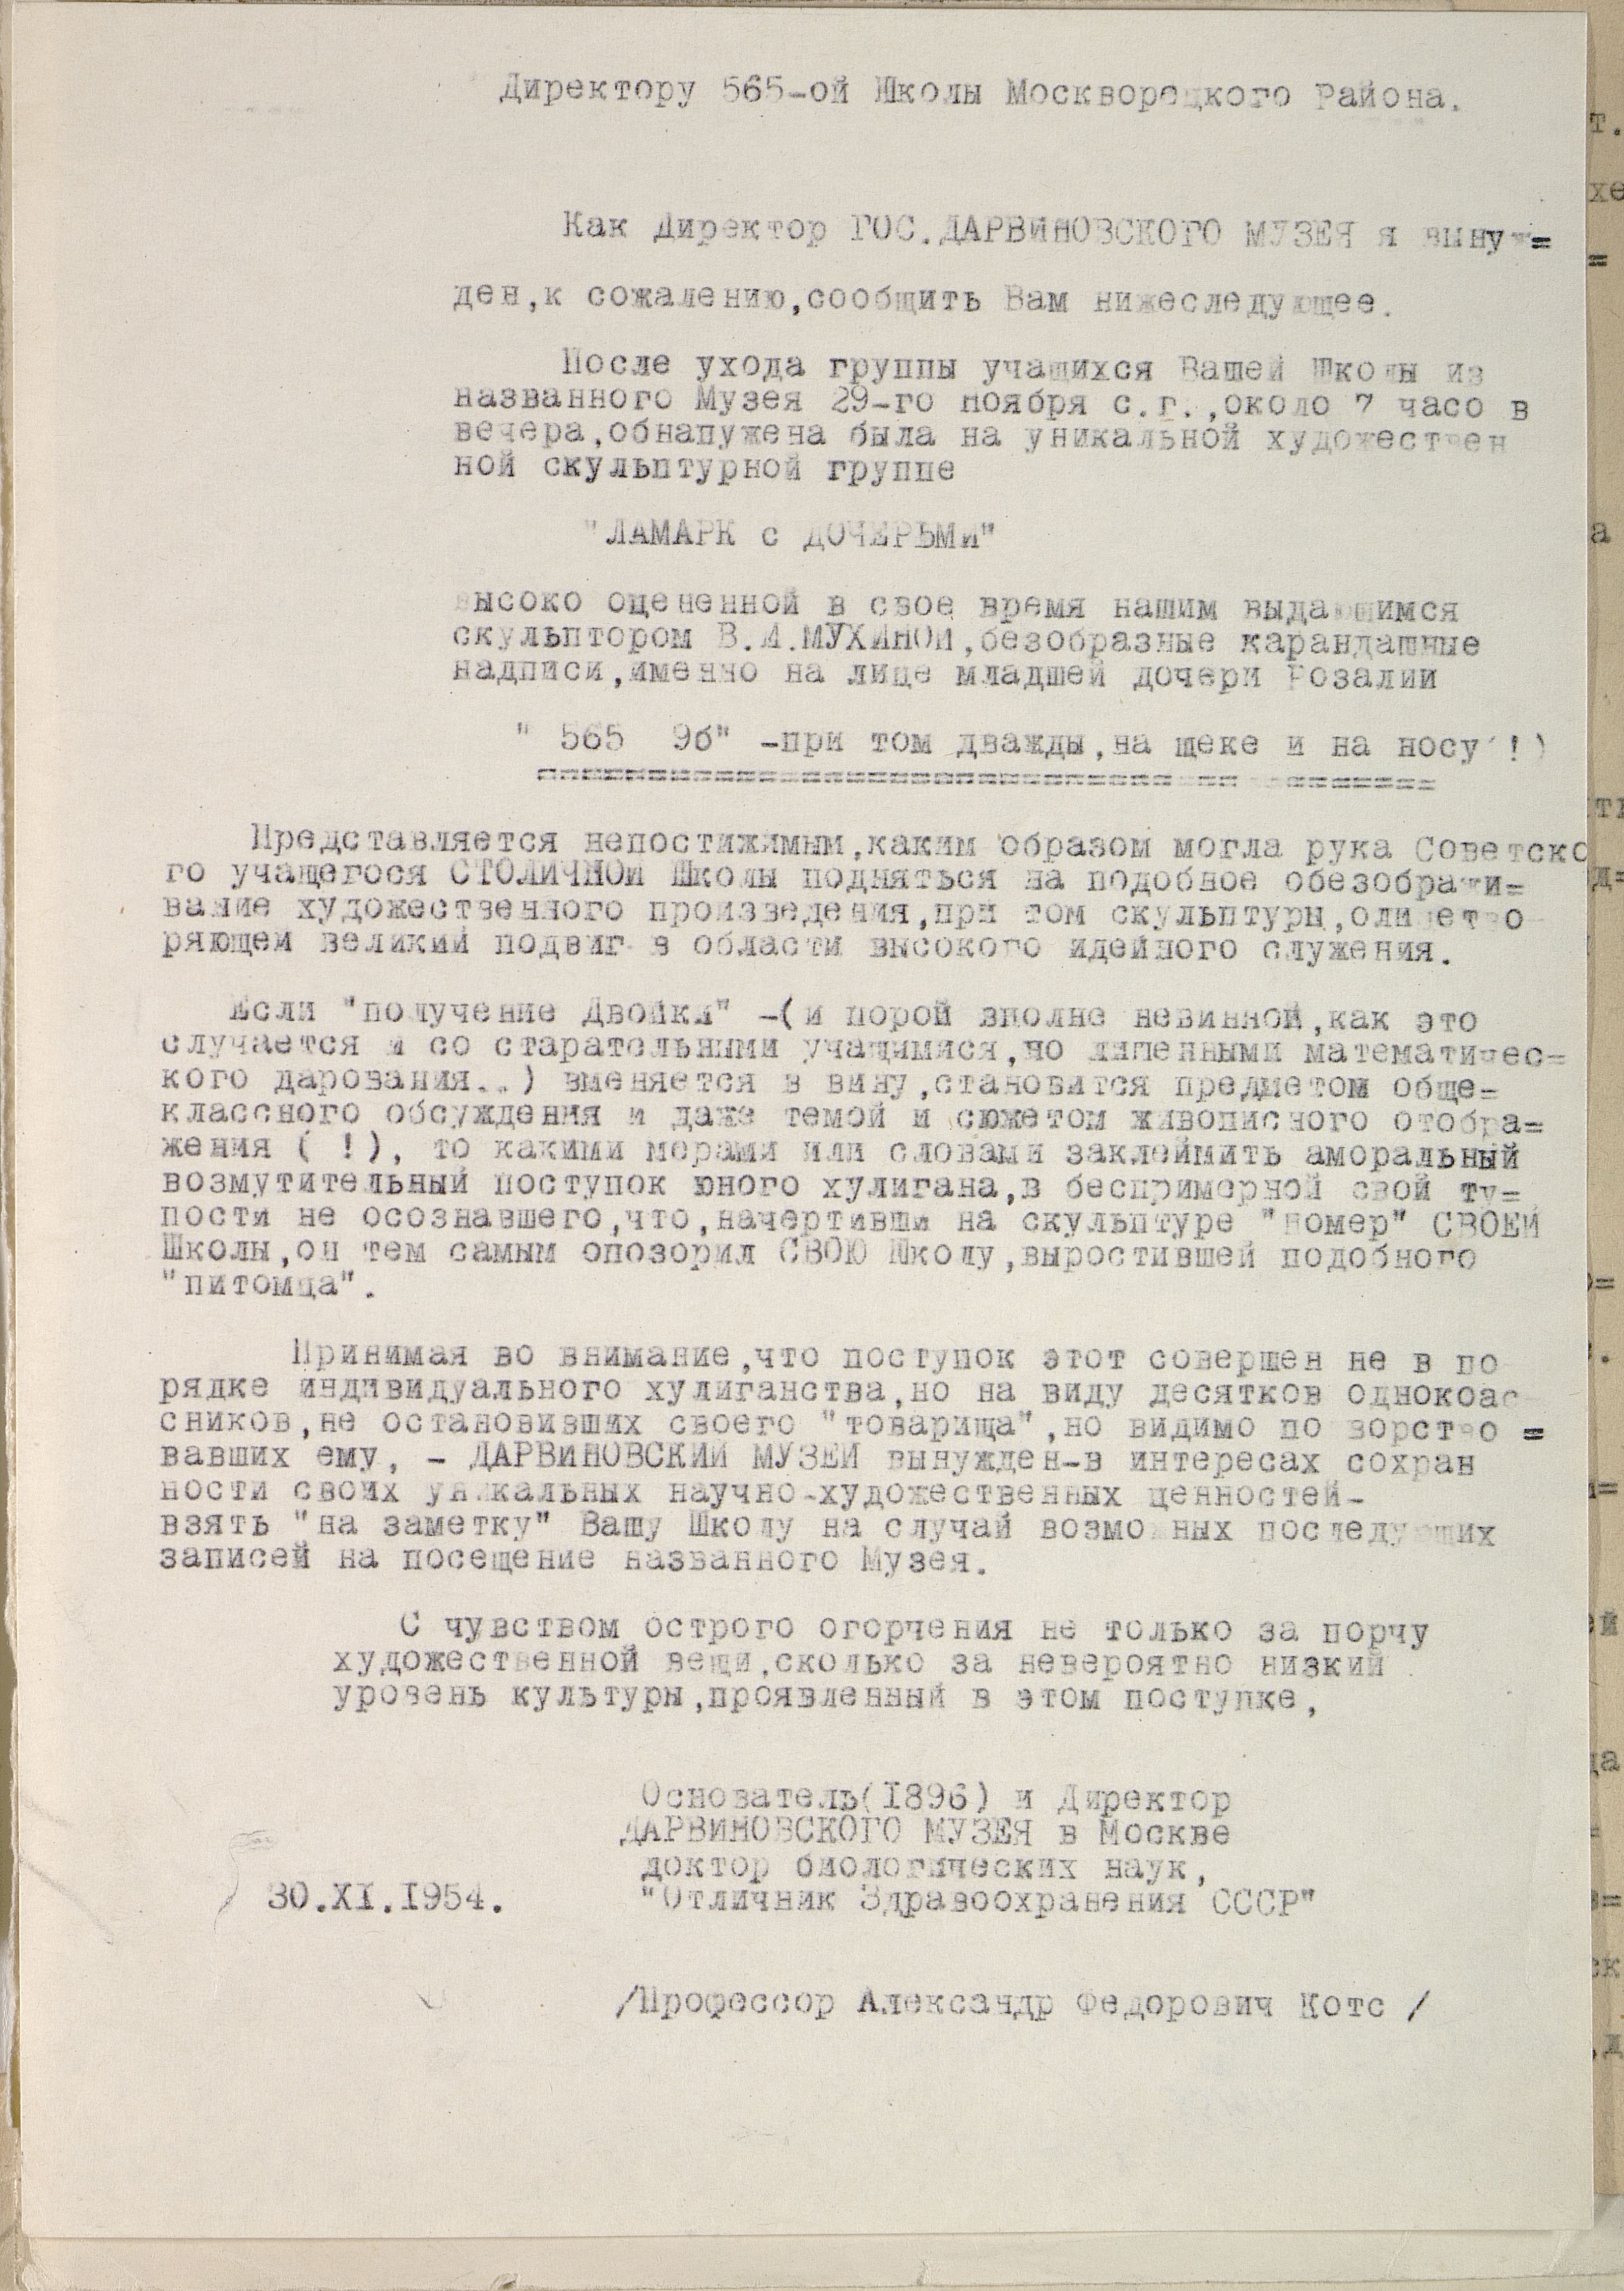 Директору 565-ой Школы Москворецкого Района.
Как Директор ГОС.ДАРВИНОВСКОГО МУЗЕЯ я вынуж=
ден,к сожалению,сообщить Вам нижеследующее.
После ухода группы учащихся Вашей Школы из
названного Музея 29-го ноября с.г.,около 7 часо в
вечера,обнапужена была на уникальной художествен
ной скульптурной группе
"ЛАМАРК с ДОЧЕРЬМИ"
высоко оцененной в свое время нашим выдающимся
скульптором В.И.МУХИНОЙ,безобразные карандашные
надписи,именно на лице младшей дочери Розалии
" 565  9б" -при том дважды,на щеке и на носу(!)
Представляется непостижимым,каким образом могла рука Советско
го учащегося СТОЛИЧНОЙ Школы подняться на подобное обезображи=
вание художественного произведения,при том скульптуры,олицетво
ряющей великий подвиг в области высокого идейного служения.
Если "получение Двойки" -(и порой вполне невинной,как это
случается и со старательными учащимися,но лишенными математичес=
кого дарования..) вменяется в вину,становится предметом обще=
классного обсуждения и даже темой и сюжетом живописного отобра=
жения ( !), то какими мерами или словами заклеймить аморальный
возмутительный поступок юного хулигана,в беспримерной свой ту=
пости не осознавшего,что,начертивши на скульптуре "номер" СВОЕЙ
Школы,он тем самым опозорил СВОЮ Школу,выростившей подобного
"питомца".
Принимая во внимание,что поступок этот совершен не в по
рядке индивидуального хулиганства,но на виду десятков однокоас
сников,не остановивших своего "товарища",но видимо по ворство =
вавших ему, - ДАРВИНОВСКИЙ МУЗЕЙ вынужден-в интересах сохран
ности своих уникальных научно-художественных ценностей-
взять "на заметку" Вашу Школу на случай возможных последующих
записей на посещение названного Музея.
С чувством острого огорчения не только за порчу
художественной вещи,сколько за невероятно низкий
уровень культуры,проявленный в этом поступке,
Основатель(I896) и Директор
ДАРВИНОВСКОГО МУЗЕЯ в Москве
доктор биологических наук,
30.XI.I954. "Отличник Здравоохранения СССР"
/Профессор Александр Федорович Котс /